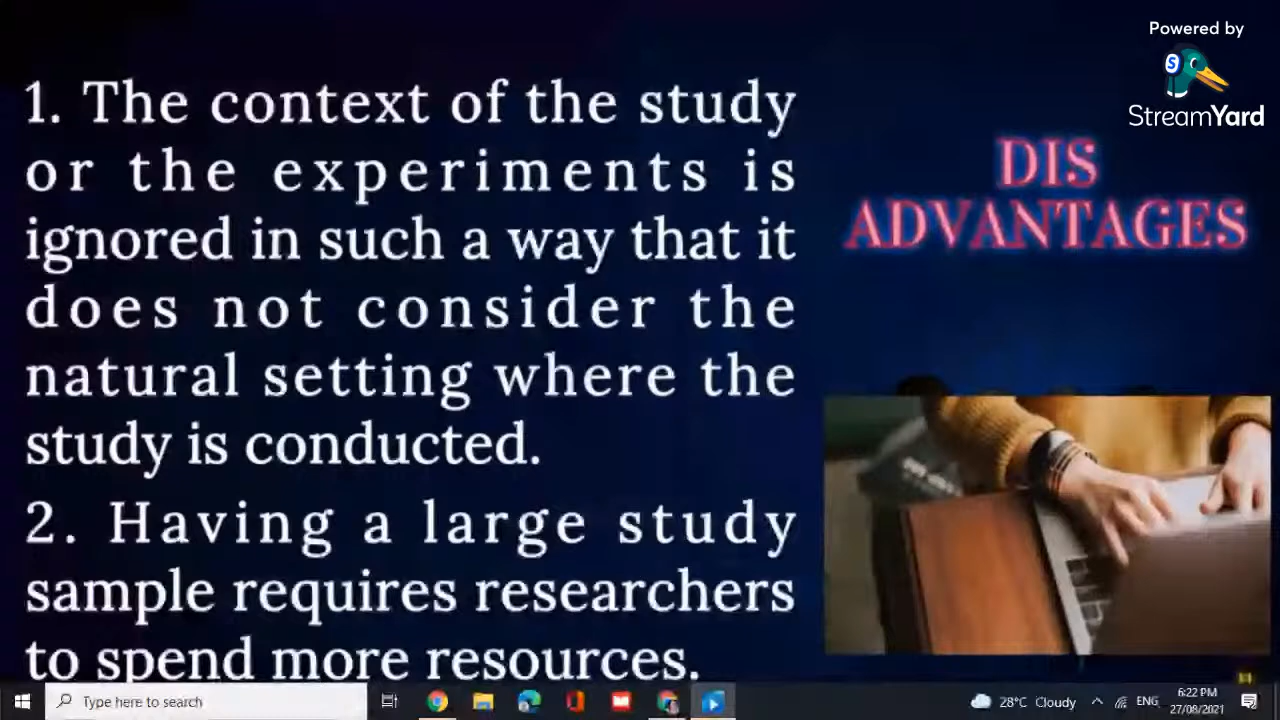 Powered by
StreamYard
1. The context of the study
or the experiments is
ignored in such a way that it
does not consider the
natural setting where the
study is conducted.
2. Having a large study
sample requires researchers
to spend more resources.
DIS
ADVANTAGES
Type here to search
28°C Cloudy
ENG
6:22 PM
27/08/2021